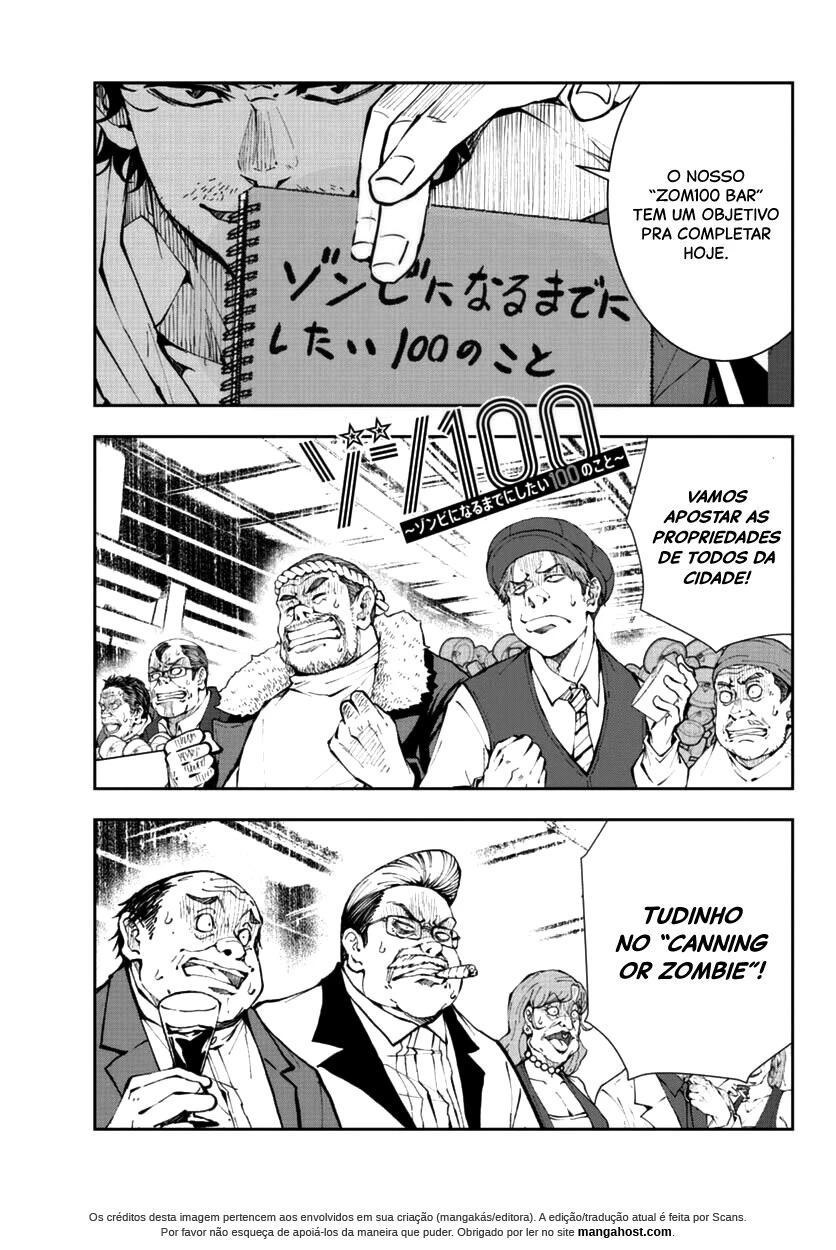 O NOSSO
“ZOM100 BAR”
TEM UM OBJETIVO
PRA COMPLETAR
HOJE.
ゾンビになるまでに
したい100のこと
ゾン100
～ゾンビになるまでにしたい100のこと～
VAMOS
APOSTAR AS
PROPRIEDADES
DE TODOS DA
CIDADE!
TUDINHO
NO “CANNING
OR ZOMBIE”!
Os créditos desta imagem pertencem aos envolvidos em sua criação (mangakás/editora). A edição/tradução atual é feita por Scans.
Por favor não esqueça de apoiá-los da maneira que puder. Obrigado por ler no site mangahost.com.